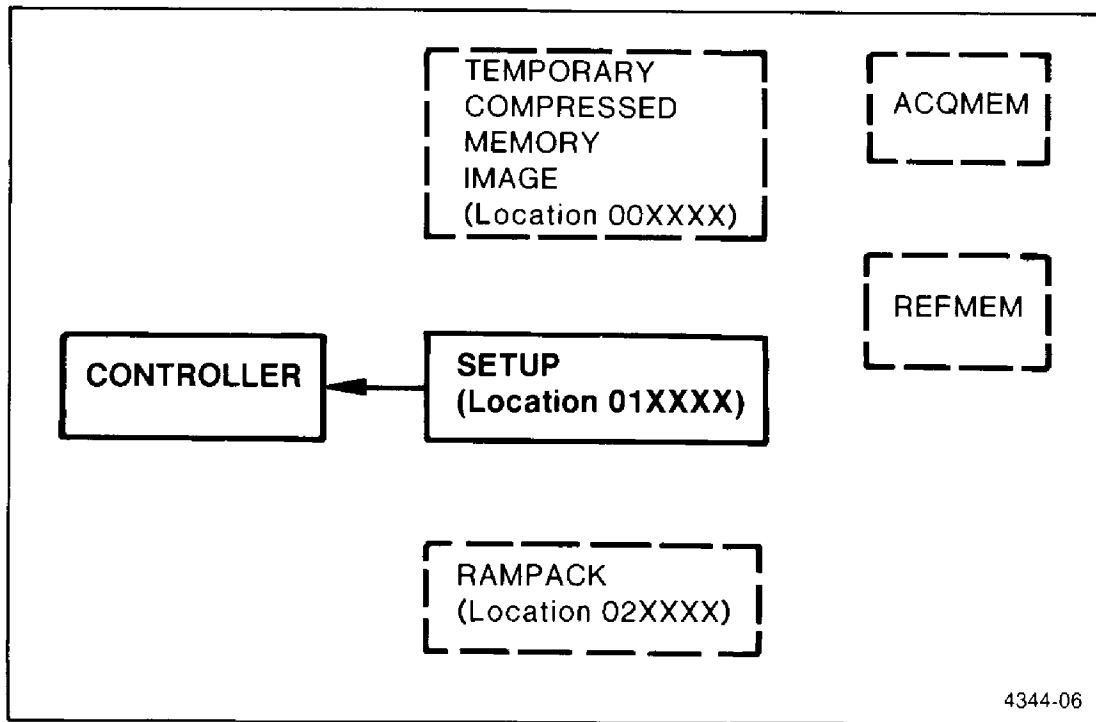 TEMPORARY
COMPRESSED
MEMORY
IMAGE
(Location 00XXXX)
ACQMEM
REFMEM
CONTROLLER
SETUP
(Location 01XXXX)
RAMPACK
(Location 02XXXX)
4344-06